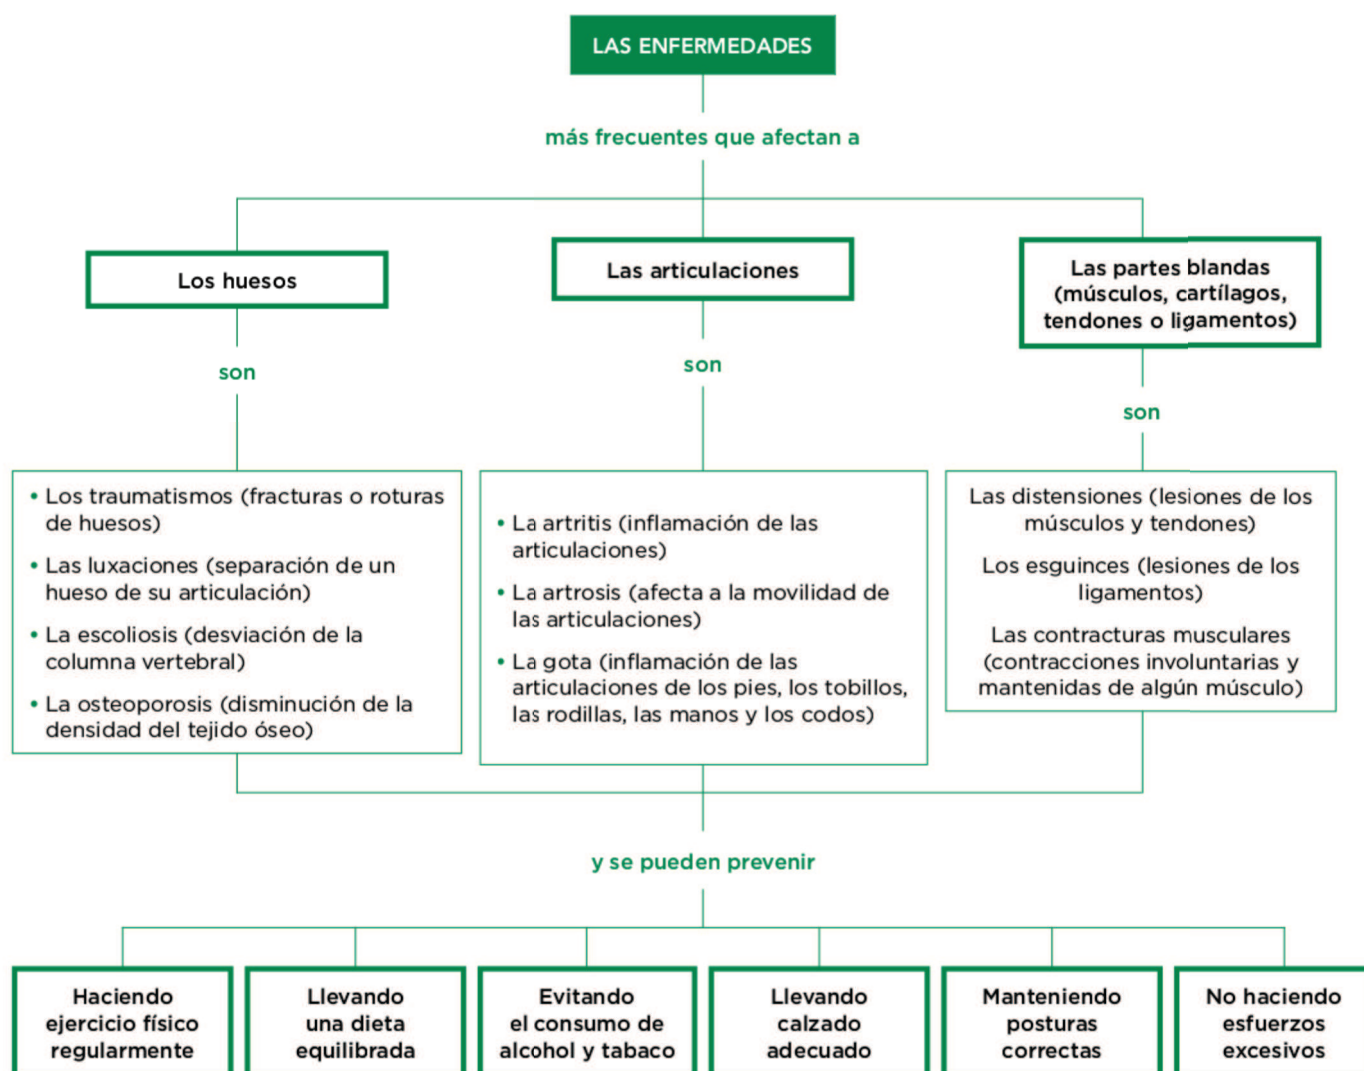 LAS ENFERMEDADES
más frecuentes que afectan a
Los huesos
son
• Los traumatismos (fracturas o roturas
de huesos)
• Las luxaciones (separación de un
hueso de su articulación)
• La escoliosis (desviación de la
columna vertebral)
• La osteoporosis (disminución de la
densidad del tejido óseo)
Las articulaciones
son
• La artritis (inflamación de las
articulaciones)
• La artrosis (afecta a la movilidad de
las articulaciones)
• La gota (inflamación de las
articulaciones de los pies, los tobillos,
las rodillas, las manos y los codos)
Las partes blandas
(músculos, cartílagos,
tendones o ligamentos)
son
Las distensiones (lesiones de los
músculos y tendones)
Los esguinces (lesiones de los
ligamentos)
Las contracturas musculares
(contracciones involuntarias y
mantenidas de algún músculo)
y se pueden prevenir
Haciendo
ejercicio físico
regularmente
Llevando
una dieta
equilibrada
Evitando
el consumo de
alcohol y tabaco
Llevando
calzado
adecuado
Manteniendo
posturas
correctas
No haciendo
esfuerzos
excesivos